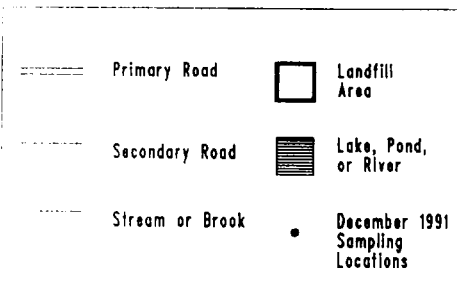 Primary Road
Secondary Road
Stream or Brook
Landfill
Area
Lake, Pond,
or River
December 1991
Sampling
Locations